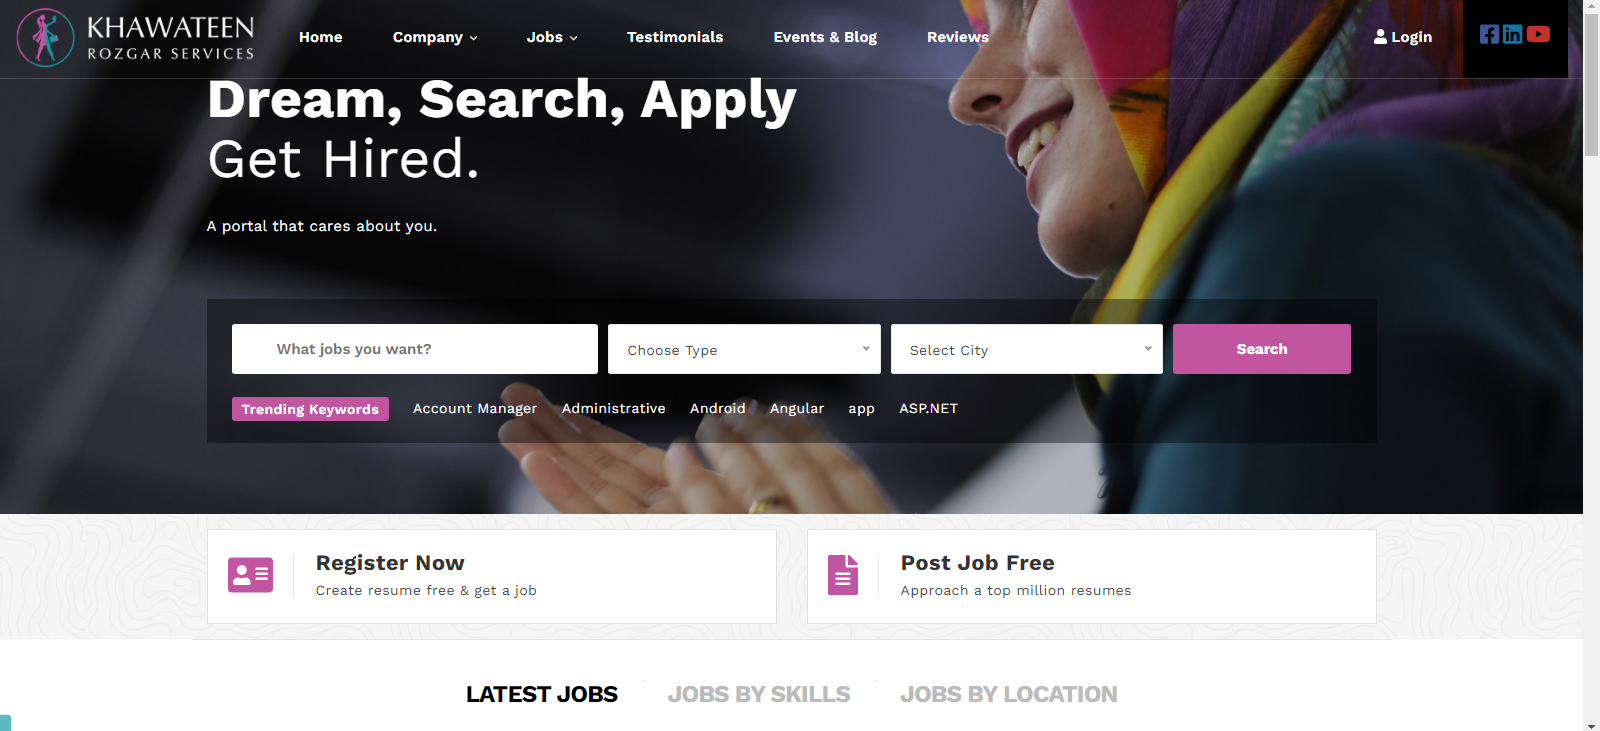 KHAWATEEN
ROZGAR SERVICES
Home
Company
Jobs
Testimonials
Events & Blog
Reviews
Login
Dream, Search, Apply
Get Hired.
A portal that cares about you.
What jobs you want?
Choose Type
Select City
Search
Trending Keywords
Account Manager
Administrative
Android
Angular
app
ASP.NET
Register Now
Create resume free & get a job
Post Job Free
Approach a top million resumes
LATEST JOBS
JOBS BY SKILLS
JOBS BY LOCATION